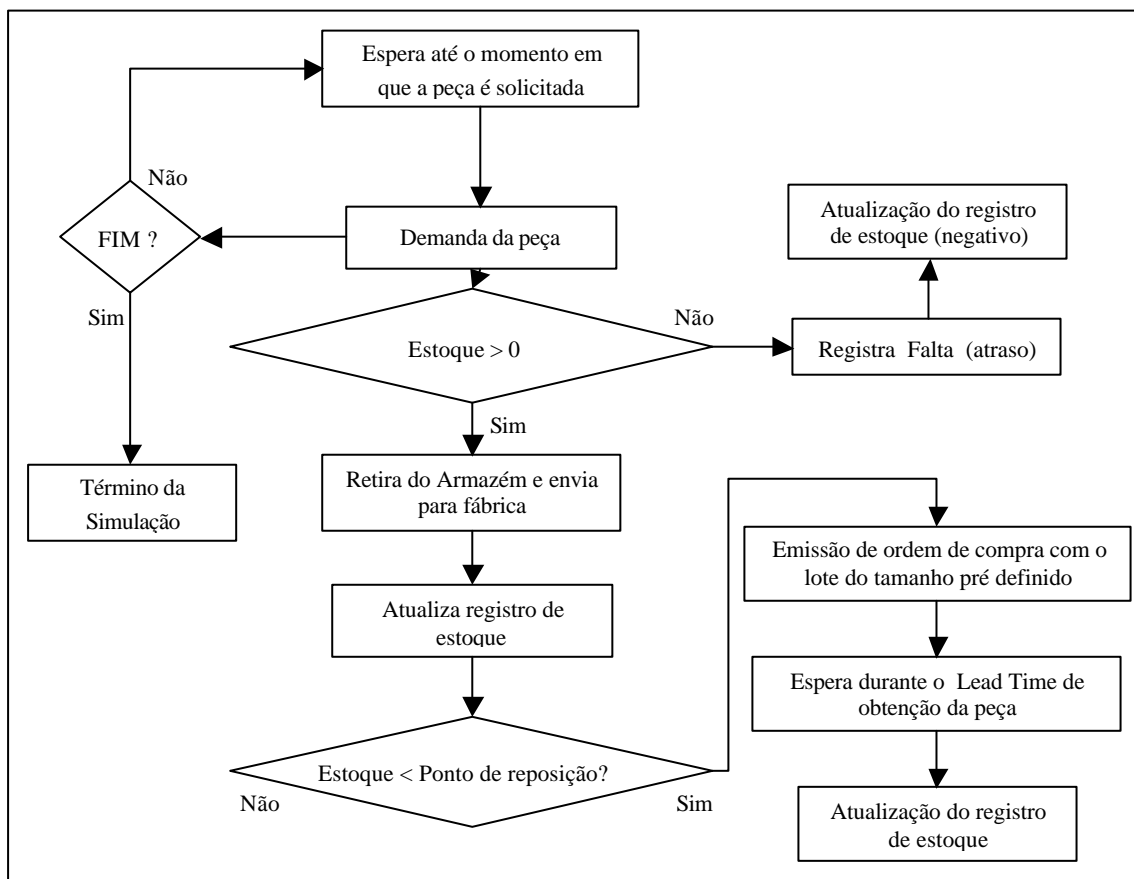 Espera até o momento em
que a peça é solicitada
Não
FIM ?
Demanda da peça
Atualização do registro
de estoque (negativo)
Sim
Não
Estoque > 0
Registra Falta (atraso)
Sim
Término da
Simulação
Retira do Armazém e envia
para fábrica
Emissão de ordem de compra com o
lote do tamanho pré definido
Atualiza registro de
estoque
Espera durante o Lead Time de
obtenção da peça
Estoque < Ponto de reposição?
Não
Sim
Atualização do registro
de estoque